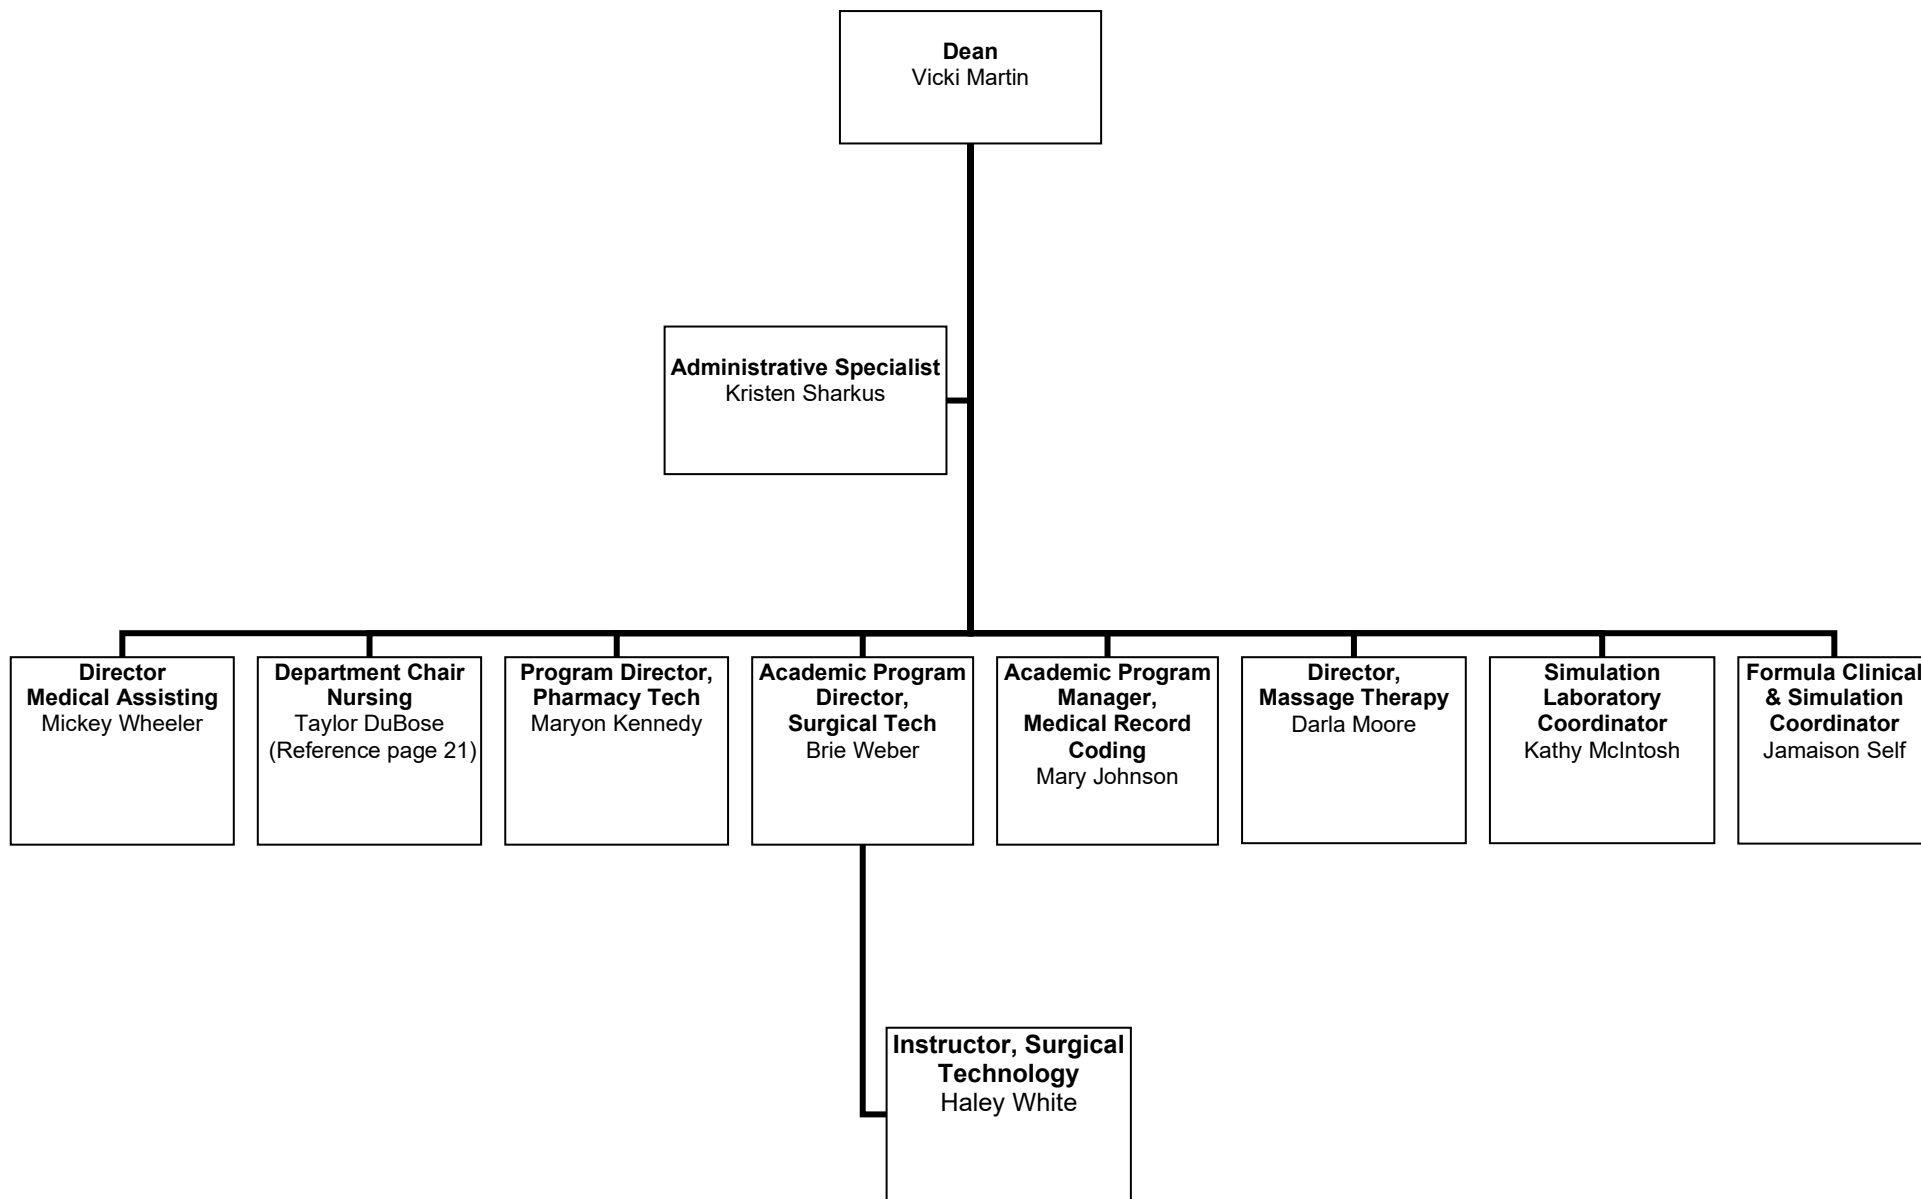 Dean
Vicki Martin
Administrative Specialist
Kristen Sharkus
Director
Medical Assisting
Mickey Wheeler
Department Chair
Nursing
Taylor DuBose
(Reference page 21)
Program Director,
Pharmacy Tech
Maryon Kennedy
Academic Program
Director,
Surgical Tech
Brie Weber
Academic Program
Manager,
Medical Record
Coding
Mary Johnson
Director,
Massage Therapy
Darla Moore
Simulation
Laboratory
Coordinator
Kathy McIntosh
Formula Clinical
& Simulation
Coordinator
Jamaison Self
Instructor, Surgical
Technology
Haley White